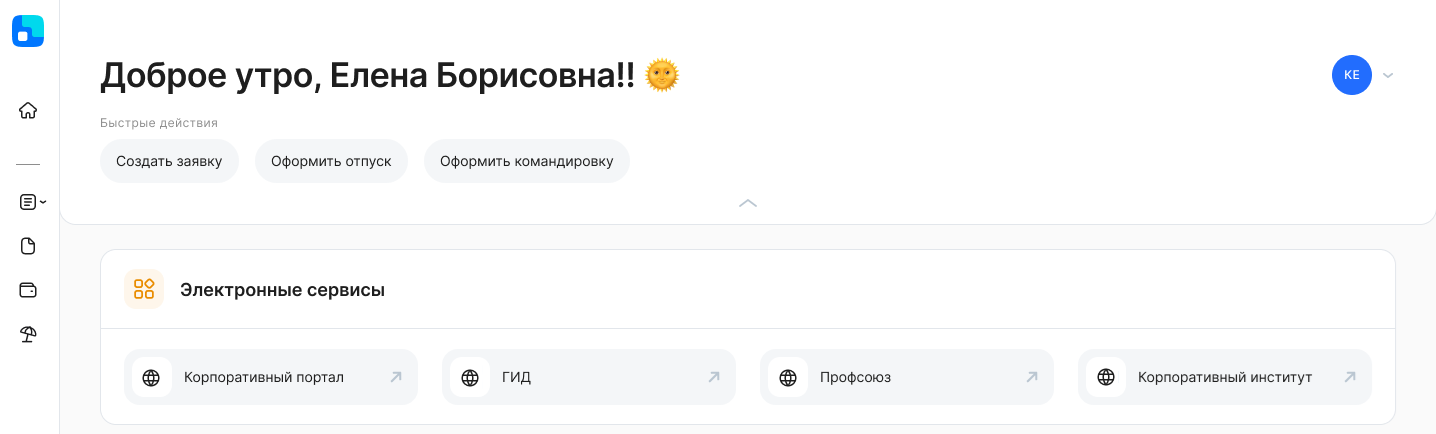 Доброе утро, Елена Борисовна!! 🌞
КЕ
Быстрые действия
Создать заявку
Оформить отпуск
Оформить командировку
Электронные сервисы
Корпоративный портал
ГИД
Профсоюз
Корпоративный институт